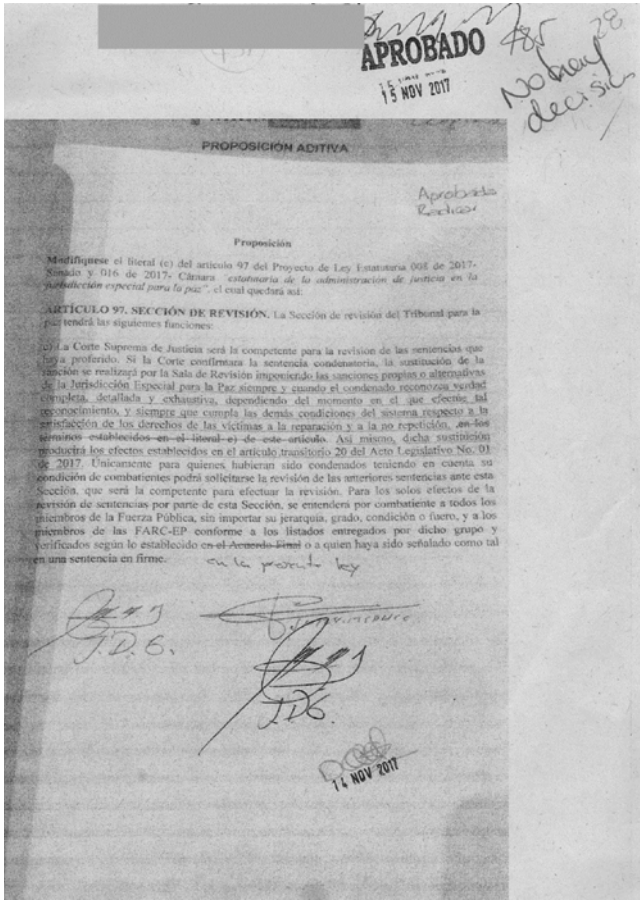 APROBADO
485
28
15 NOV 2017
No hay
decisión
PROPOSICIÓN ADITIVA
Aprobada
Radicar
Proposición
Modifíquese el literal (c) del artículo 97 del Proyecto de Ley Estatutaria 008 de 2017-
Senado y 016 de 2017- Cámara "estatutaria de la administración de justicia en la
jurisdicción especial para la paz", el cual quedará así:
ARTÍCULO 97. SECCIÓN DE REVISIÓN. La Sección de revisión del Tribunal para la
paz tendrá las siguientes funciones:
c) La Corte Suprema de Justicia será la competente para la revisión de las sentencias que
haya proferido. Si la Corte confirmara la sentencia condenatoria, la sustitución de la
sanción se realizará por la Sala de Revisión imponiendo las sanciones propias o alternativas
de la Jurisdicción Especial para la Paz siempre y cuando el condenado reconozca verdad
completa, detallada y exhaustiva, dependiendo del momento en el que efectúe tal
reconocimiento, y siempre que cumpla las demás condiciones del sistema respecto a la
satisfacción de los derechos de las víctimas a la reparación y a la no repetición, en los
términos establecidos en el literal e) de este artículo. Así mismo, dicha sustitución
producirá los efectos establecidos en el artículo transitorio 20 del Acto Legislativo No. 01
de 2017. Únicamente para quienes hubieran sido condenados teniendo en cuenta su
condición de combatientes podrá solicitarse la revisión de las anteriores sentencias ante esta
Sección, que será la competente para efectuar la revisión. Para los solos efectos de la
revisión de sentencias por parte de esta Sección, se entenderá por combatiente a todos los
miembros de la Fuerza Pública, sin importar su jerarquía, grado, condición o fuero, y a los
miembros de las FARC-EP conforme a los listados entregados por dicho grupo y
verificados según lo establecido en el Acuerdo Final o a quien haya sido señalado como tal
en una sentencia en firme.
en la presente ley
J.D.G.
J.D.G.
14 NOV 2017